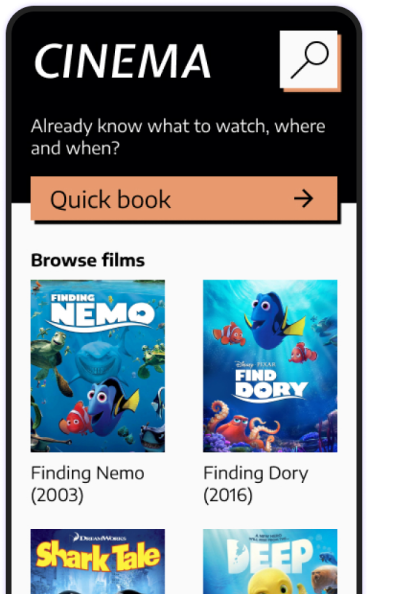 CINEMA
Already know what to watch, where
and when?
Quick book
Browse films
FINDING
NEMO
Disney PIXAR
FIND
DORY
Finding Nemo
(2003)
Finding Dory
(2016)
DREAMWORKS
Shark Tale
DEEP